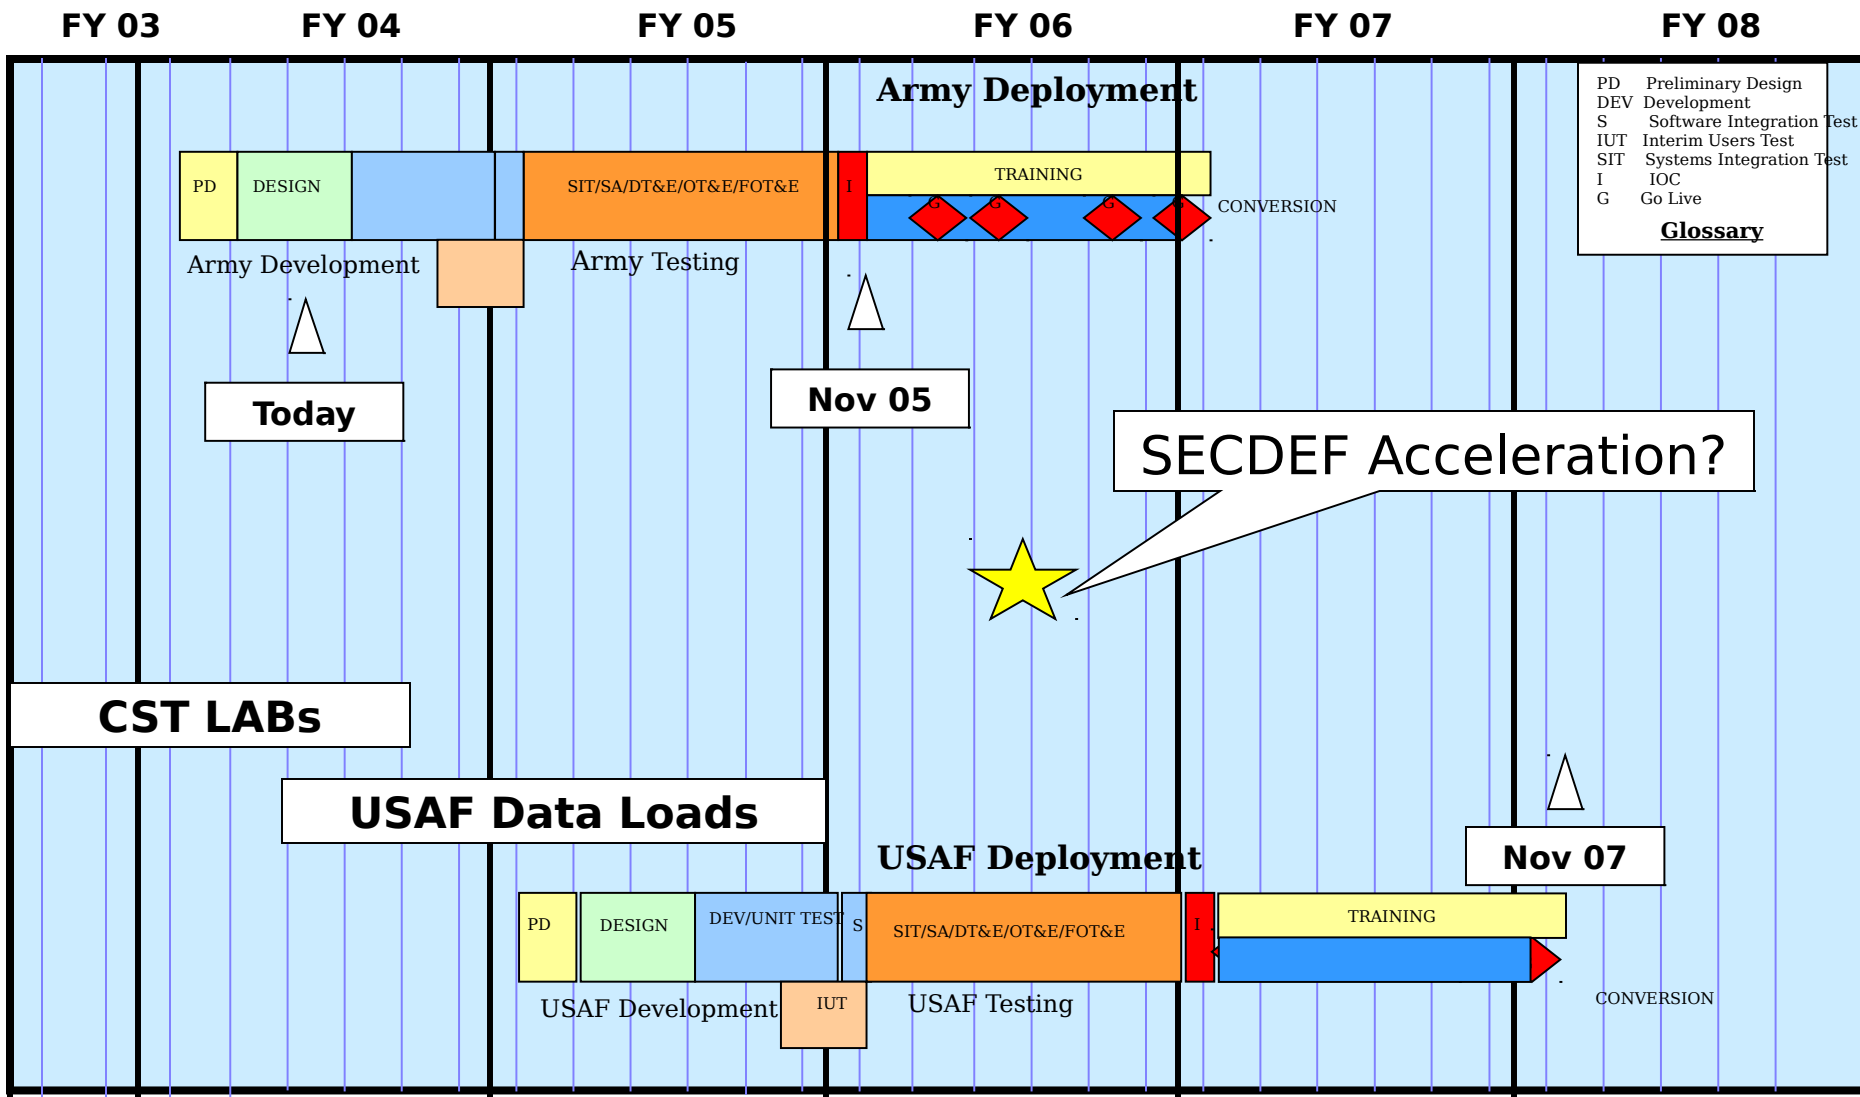 FY 03 FY 04 FY 05 FY 06 FY 07 FY 08
Army Deployment
PD Preliminary Design
DEV Development
S Software Integration Test
IUT Interim Users Test
SIT Systems Integration Test
I IOC
G Go Live
Glossary
PD DESIGN SIT/SA/DT&E/OT&E/FOT&E I TRAINING
G G G G CONVERSION
Army Development Army Testing
Today
Nov 05
SECDEF Acceleration?
CST LABs
USAF Data Loads
Nov 07
USAF Deployment
PD DESIGN DEV/UNIT TEST S SIT/SA/DT&E/OT&E/FOT&E I TRAINING
USAF Development IUT USAF Testing
CONVERSION